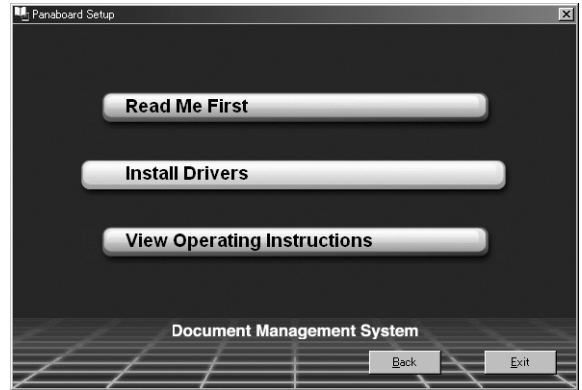 Panaboard Setup
Read Me First
Install Drivers
View Operating Instructions
Document Management System
Back
Exit